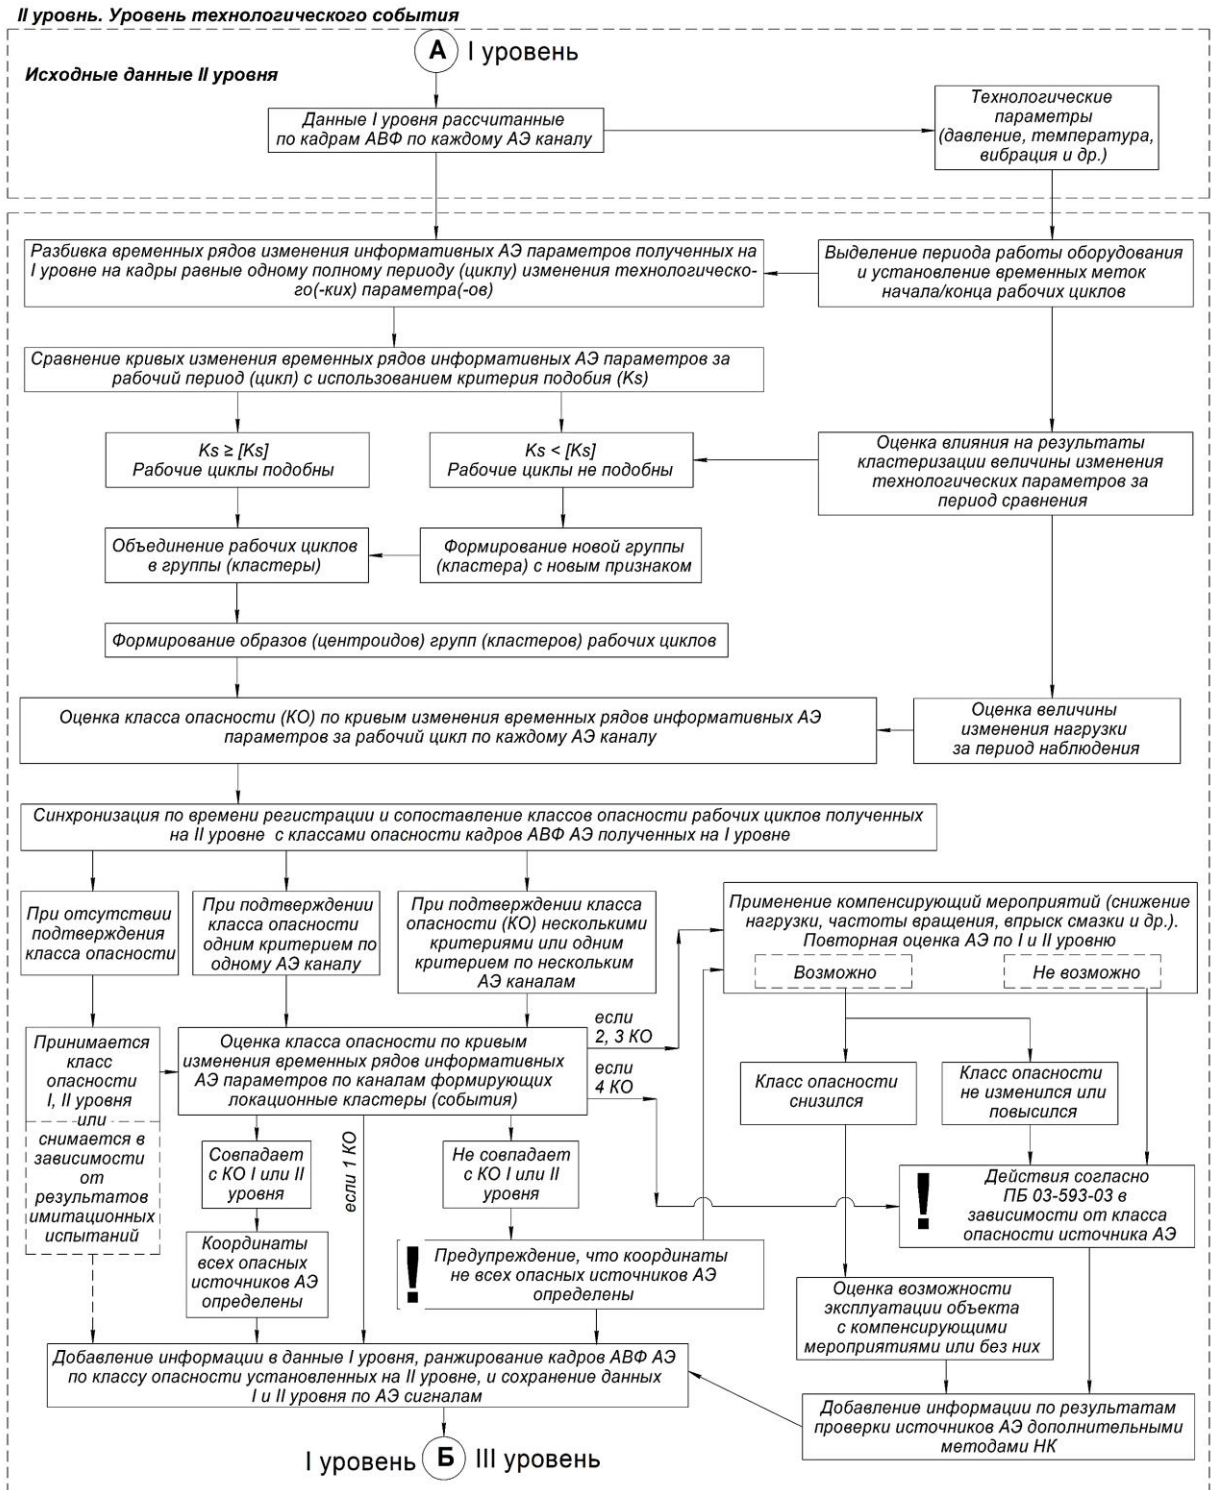 II уровнь. Уровень технологического события
А I уровень
Исходные данные II уровня
Данные I уровня рассчитанные
по кадрам АВФ по каждому АЭ каналу
Технологические
параметры
(давление, температура,
вибрация и др.)
Разбивка временных рядов изменения информативных АЭ параметров полученных на
I уровне на кадры равные одному полному периоду (циклу) изменения технологическо-
го(-ких) параметра(-ов)
Выделение периода работы оборудования
и установление временных меток
начала/конца рабочих циклов
Сравнение кривых изменения временных рядов информативных АЭ параметров за
рабочий период (цикл) с использованием критерия подобия (Ks)
Ks ≥ [Ks]
Рабочие циклы подобны
Ks < [Ks]
Рабочие циклы не подобны
Оценка влияния на результаты
кластеризации величины изменения
технологических параметров за
период сравнения
Объединение рабочих циклов
в группы (кластеры)
Формирование новой группы
(кластера) с новым признаком
Формирование образов (центроидов) групп (кластеров) рабочих циклов
Оценка класса опасности (КО) по кривым изменения временных рядов информативных АЭ
параметров за рабочий цикл по каждому АЭ каналу
Оценка величины
изменения нагрузки
за период наблюдения
Синхронизация по времени регистрации и сопоставление классов опасности рабочих циклов полученных
на II уровне с классами опасности кадров АВФ АЭ полученных на I уровне
При отсутствии
подтверждения
класса опасности
При подтверждении
класса опасности
одним критерием по
одному АЭ каналу
При подтверждении класса
опасности (КО) несколькими
критериями или одним
критерием по нескольким
АЭ каналам
Применение компенсирующий мероприятий (снижение
нагрузки, частоты вращения, впрыск смазки и др.).
Повторная оценка АЭ по I и II уровню
Возможно
Не возможно
Принимается
класс
опасности
I, II уровня
или
снимается в
зависимости
от
результатов
имитационных
испытаний
Оценка класса опасности по кривым
изменения временных рядов информативных
АЭ параметров по каналам формирующих
локационные кластеры (события)
если
2, 3 КО
если
4 КО
Класс опасности
снизился
Класс опасности
не изменился или
повысился
Совпадает
с КО I или II
уровня
если 1 КО
Не совпадает
с КО I или II
уровня
! Действия согласно
ПБ 03-593-03 в
зависимости от класса
опасности источника АЭ
Координаты
всех опасных
источников АЭ
определены
! Предупреждение, что координаты
не всех опасных источников АЭ
определены
Оценка возможности
эксплуатации объекта
с компенсирующими
мероприятиями или без них
Добавление информации в данные I уровня, ранжирование кадров АВФ АЭ
по классу опасности установленных на II уровне, и сохранение данных
I и II уровня по АЭ сигналам
Добавление информации по результатам
проверки источников АЭ дополнительными
методами НК
I уровень Б III уровень